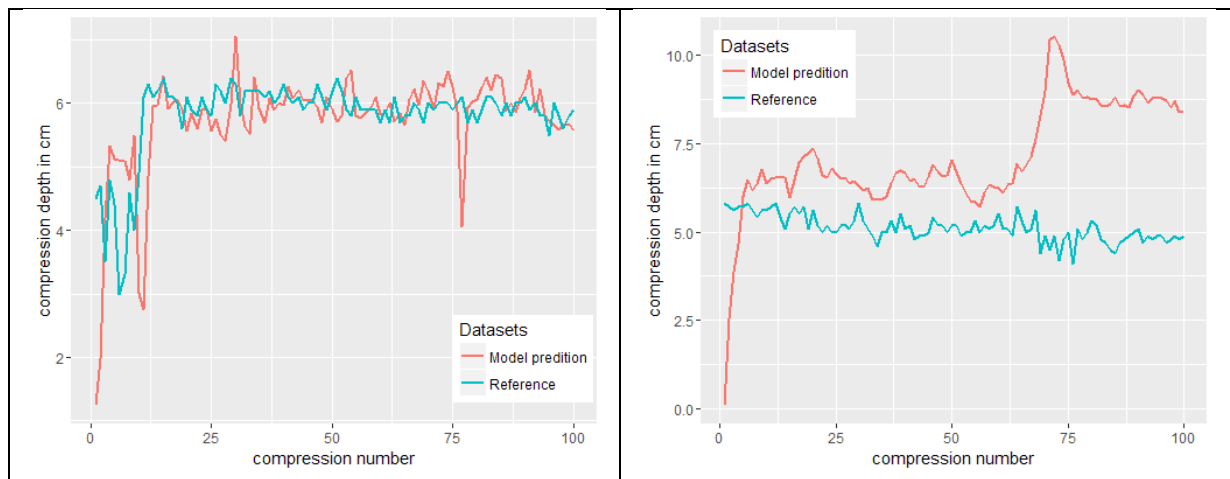 compression depth in cm
6
4
2
Datasets
Model predition
Reference
0
25
50
75
100
compression number
compression depth in cm
10.0
7.5
5.0
2.5
0.0
Datasets
Model predition
Reference
0
25
50
75
100
compression number